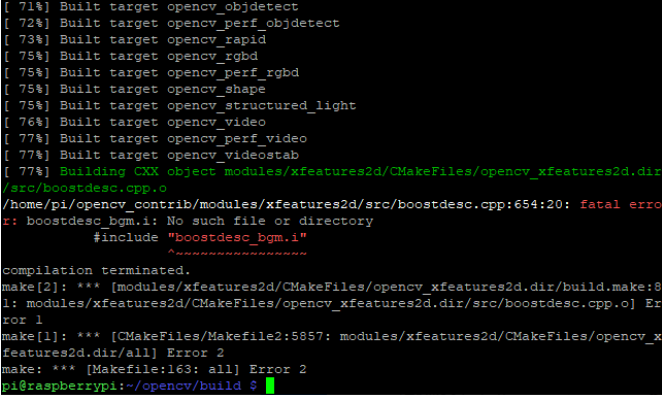 [ 71%] Built target opencv_objdetect
[ 72%] Built target opencv_perf_objdetect
[ 73%] Built target opencv_rapid
[ 75%] Built target opencv_rgbd
[ 75%] Built target opencv_perf_rgbd
[ 75%] Built target opencv_shape
[ 75%] Built target opencv_structured_light
[ 76%] Built target opencv_video
[ 77%] Built target opencv_perf_video
[ 77%] Built target opencv_videostab
[ 77%] Building CXX object modules/xfeatures2d/CMakeFiles/opencv_xfeatures2d.dir
/src/boostdesc.cpp.o
/home/pi/opencv_contrib/modules/xfeatures2d/src/boostdesc.cpp:654:20: fatal erro
r: boostdesc_bgm.i: No such file or directory
#include "boostdesc_bgm.i"
^~~~~~~~~~~~~~~~~
compilation terminated.
make[2]: *** [modules/xfeatures2d/CMakeFiles/opencv_xfeatures2d.dir/build.make:8
1: modules/xfeatures2d/CMakeFiles/opencv_xfeatures2d.dir/src/boostdesc.cpp.o] Er
ror 1
make[1]: *** [CMakeFiles/Makefile2:5857: modules/xfeatures2d/CMakeFiles/opencv_x
features2d.dir/all] Error 2
make: *** [Makefile:163: all] Error 2
pi@raspberrypi:~/opencv/build $